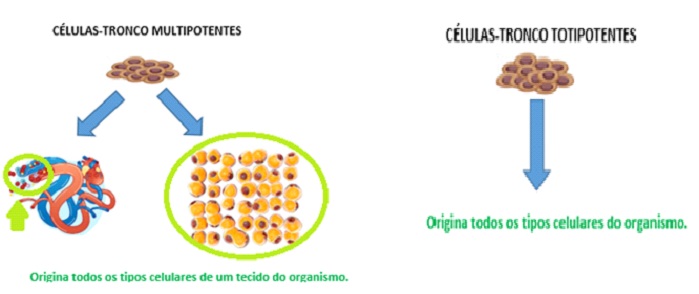 CÉLULAS-TRONCO MULTIPOTENTES
Origina todos os tipos celulares de um tecido do organismo.
CÉLULAS-TRONCO TOTIPOTENTES
Origina todos os tipos celulares do organismo.